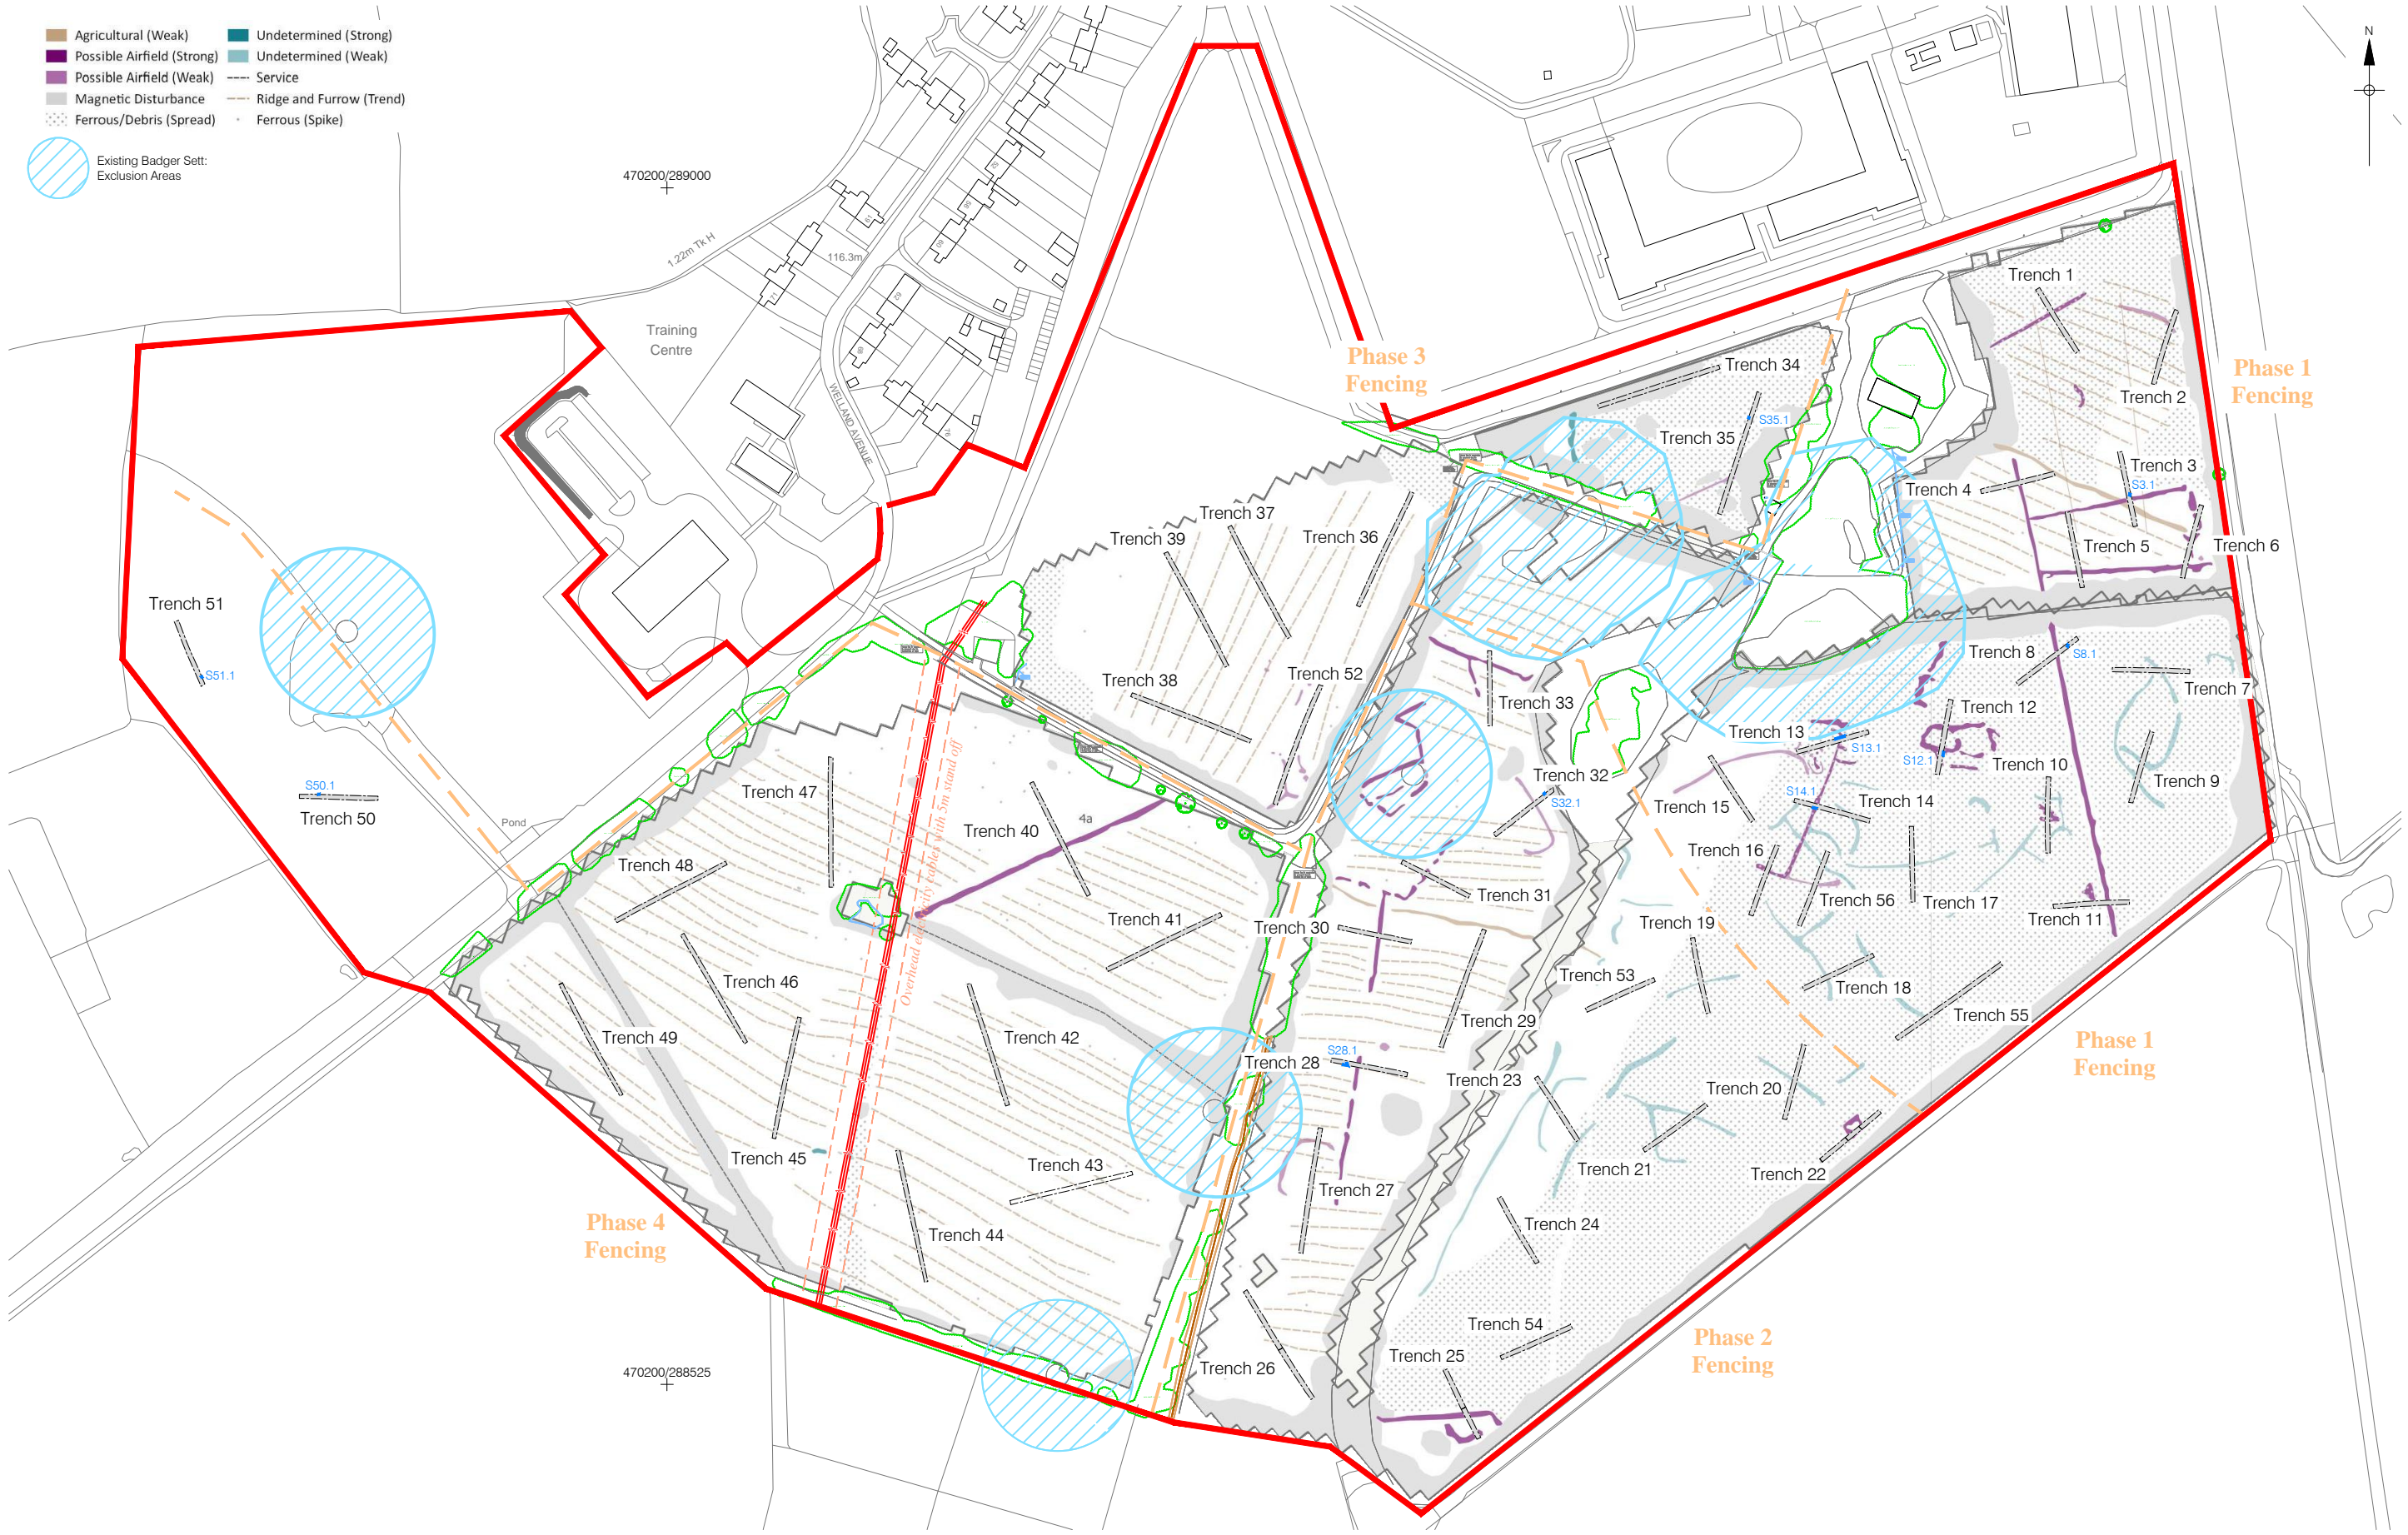 Agricultural (Weak)
Undetermined (Strong)
Possible Airfield (Strong)
Undetermined (Weak)
Possible Airfield (Weak)
Service
Magnetic Disturbance
Ridge and Furrow (Trend)
Ferrous/Debris (Spread)
Ferrous (Spike)
Existing Badger Sett:
Exclusion Areas
N
470200/289000
1.22m Tk H
116.3m
Training
Centre
WELLAND AVENUE
Phase 3
Fencing
Phase 1
Fencing
Trench 1
Trench 2
Trench 34
Trench 35
S35.1
Trench 3
S3.1
Trench 4
Trench 5
Trench 6
Trench 37
Trench 39
Trench 36
Trench 51
S51.1
Trench 38
Trench 52
Trench 33
Trench 8
S8.1
Trench 7
Trench 12
Trench 13
S13.1
S12.1
Trench 10
Trench 9
Trench 32
S32.1
Trench 15
S14.1
Trench 14
S50.1
Trench 50
Pond
Trench 47
Trench 40
4a
Overhead electricity cables with 5m stand off
Trench 48
Trench 41
Trench 31
Trench 30
Trench 16
Trench 56
Trench 17
Trench 11
Trench 19
Trench 46
Trench 53
Trench 18
Trench 55
Trench 49
Trench 42
Trench 29
Trench 28
S28.1
Trench 23
Trench 20
Phase 1
Fencing
Trench 45
Trench 43
Trench 27
Trench 21
Trench 22
Phase 4
Fencing
Trench 44
Trench 24
Trench 54
Trench 25
Trench 26
Phase 2
Fencing
470200/288525